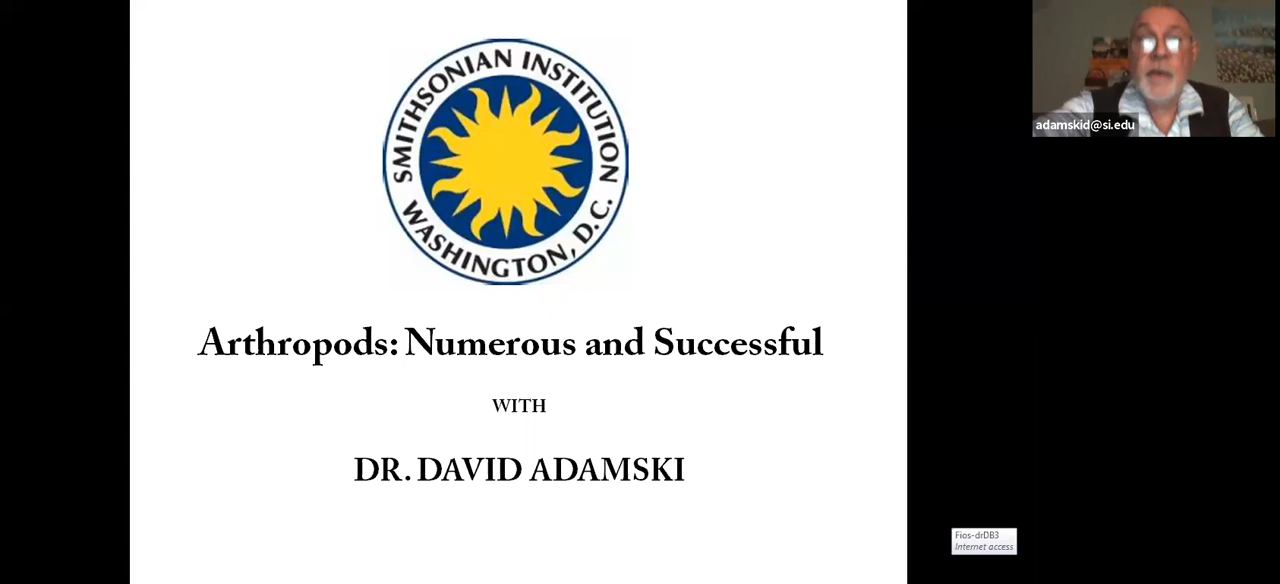 SMITHSONIAN INSTITUTION
WASHINGTON, D.C.
Arthropods: Numerous and Successful
WITH
DR. DAVID ADAMSKI
adamskid@si.edu
Fios-drDB3
Internet access